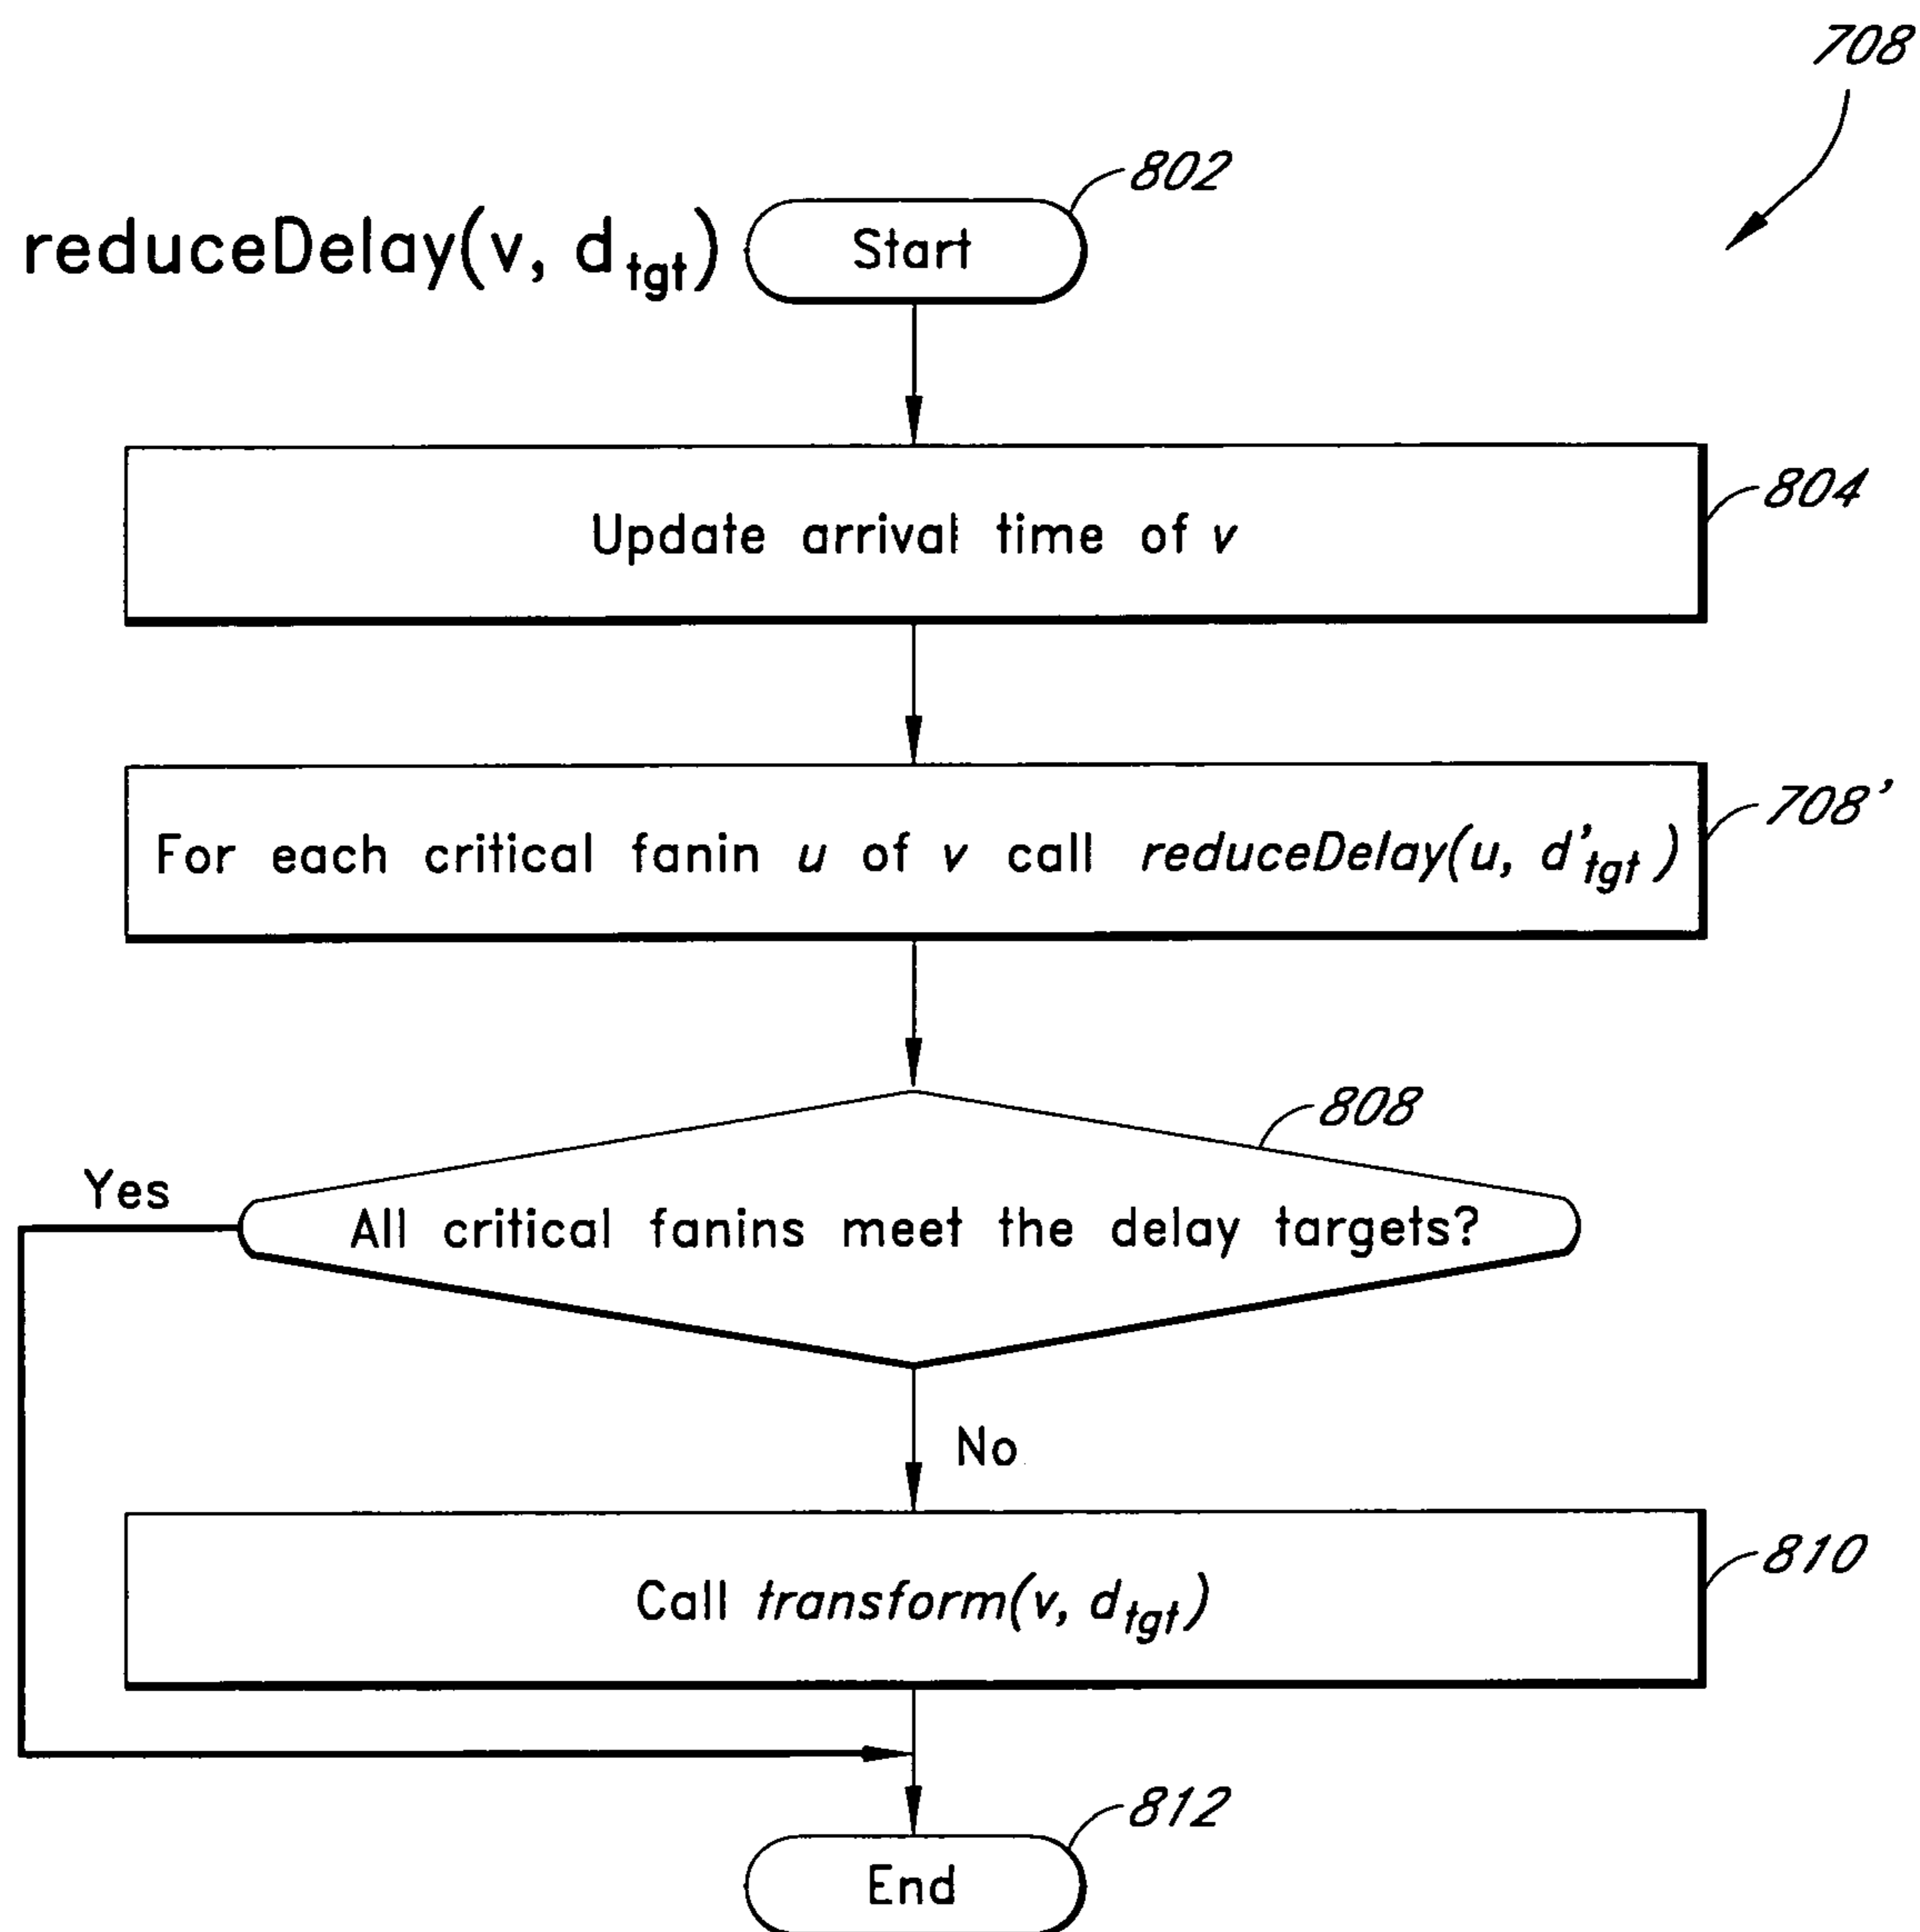 708
802
reduceDelay(v, dtgt) Start
804
Update arrival time of v
708'
For each critical fanin u of v call reduceDelay(u, d'tgt)
808
Yes
All critical fanins meet the delay targets?
No
810
Call transform(v, dtgt)
812
End